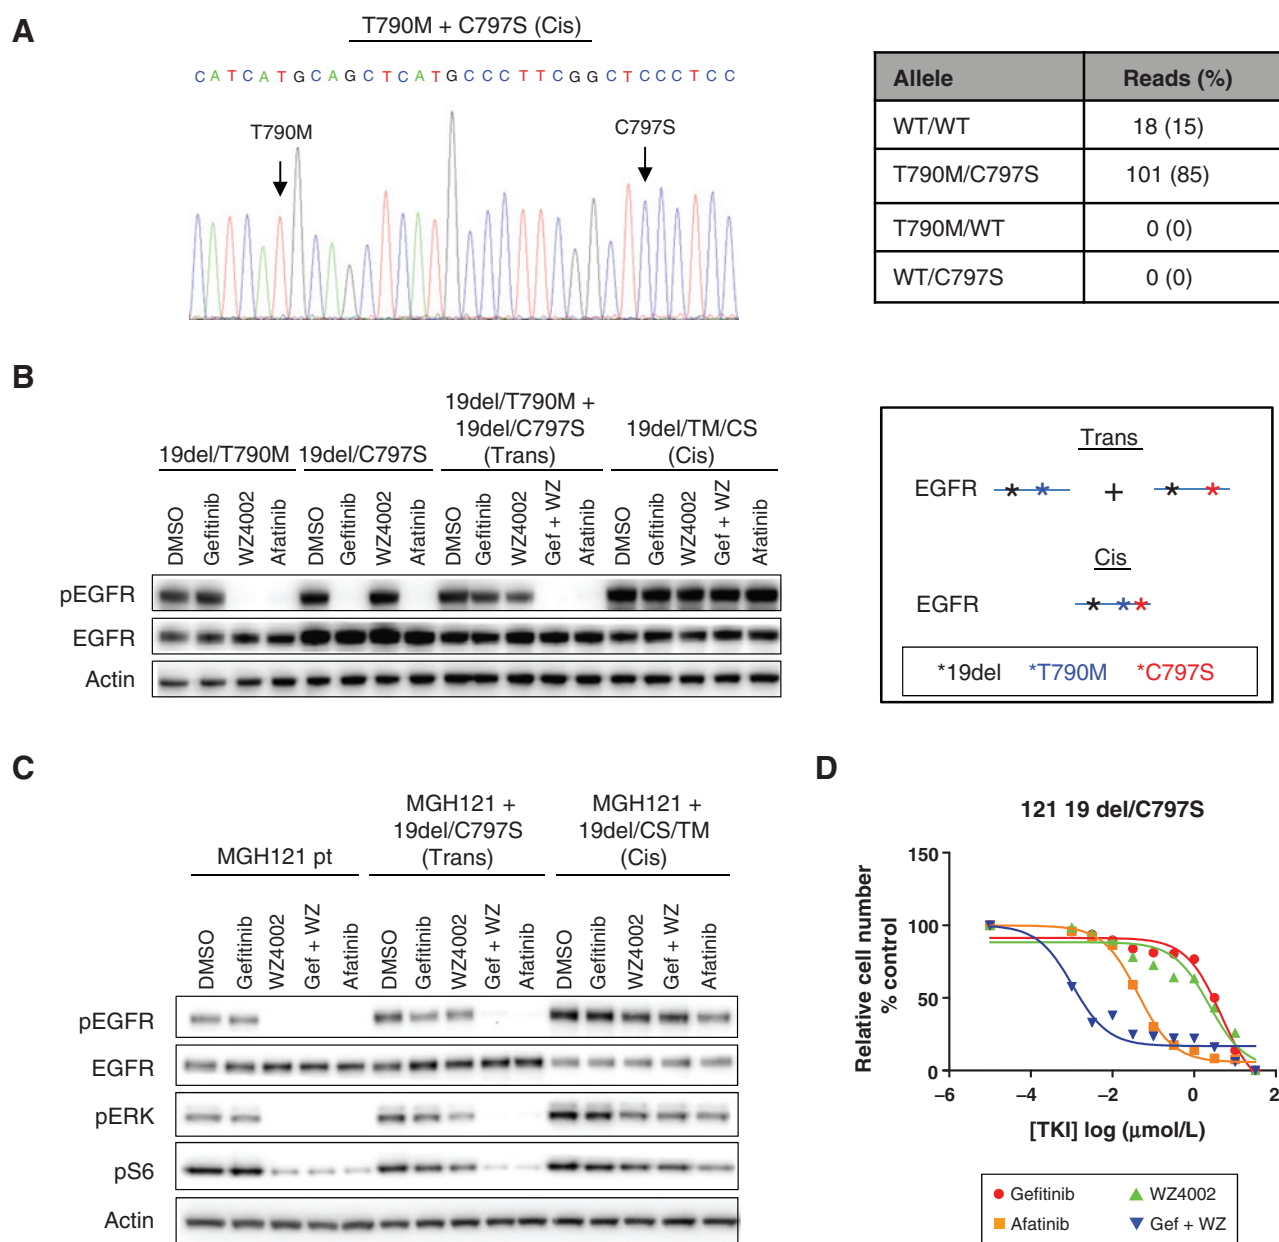 A
T790M + C797S (Cis)
C A T C A T G C A G C T C A T G C C C T T C G G C T C C C T C C
T790M
C797S
Allele Reads (%)
WT/WT 18 (15)
T790M/C797S 101 (85)
T790M/WT 0 (0)
WT/C797S 0 (0)
B
19del/T790M
19del/C797S
19del/T790M +
19del/C797S
(Trans)
19del/TM/CS
(Cis)
DMSO Gefitinib WZ4002 Afatinib DMSO Gefitinib WZ4002 Afatinib DMSO Gefitinib WZ4002 Gef + WZ Afatinib DMSO Gefitinib WZ4002 Gef + WZ Afatinib
pEGFR
EGFR
Actin
Trans
EGFR * * + * *
Cis
EGFR * * *
*19del *T790M *C797S
C
MGH121 pt
MGH121 +
19del/C797S
(Trans)
MGH121 +
19del/CS/TM
(Cis)
DMSO Gefitinib WZ4002 Gef + WZ Afatinib DMSO Gefitinib WZ4002 Gef + WZ Afatinib DMSO Gefitinib WZ4002 Gef + WZ Afatinib
pEGFR
EGFR
pERK
pS6
Actin
D
121 19 del/C797S
Relative cell number
% control
150
100
50
0
−6 −4 −2 0 2
[TKI] log (μmol/L)
Gefitinib WZ4002
Afatinib Gef + WZ